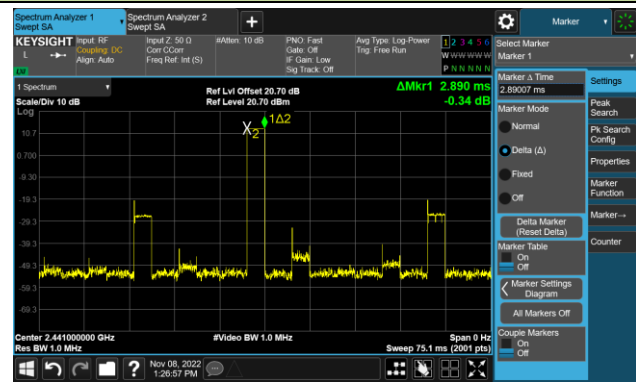 Spectrum Analyzer 1
Swept SA
Spectrum Analyzer 2
Swept SA
+
Marker
KEYSIGHT
L
Input: RF
Coupling: DC
Align: Auto
Input Z: 50 Ω
Corr CCorr
Freq Ref: Int (S)
#Atten: 10 dB
PNO: Fast
Gate: Off
IF Gain: Low
Sig Track: Off
Avg Type: Log-Power
Trig: Free Run
1 2 3 4 5 6
W W W W W W
P N N N N N
Select Marker
Marker 1
1 Spectrum
Scale/Div 10 dB
Ref Lvl Offset 20.70 dB
Ref Level 20.70 dBm
ΔMkr1 2.890 ms
-0.34 dB
Log
10.7
0.700
-9.30
-19.3
-29.3
-39.3
-49.3
-59.3
-69.3
X2
1Δ2
Center 2.441000000 GHz
Res BW 1.0 MHz
#Video BW 1.0 MHz
Span 0 Hz
Sweep 75.1 ms (2001 pts)
Marker Δ Time
2.89007 ms
Marker Mode
Normal
Delta (Δ)
Fixed
Off
Delta Marker
(Reset Delta)
Marker Table
On
Off
Marker Settings
Diagram
All Markers Off
Couple Markers
On
Off
Settings
Peak
Search
Pk Search
Config
Properties
Marker
Function
Marker→
Counter
?
Nov 08, 2022
1:26:57 PM